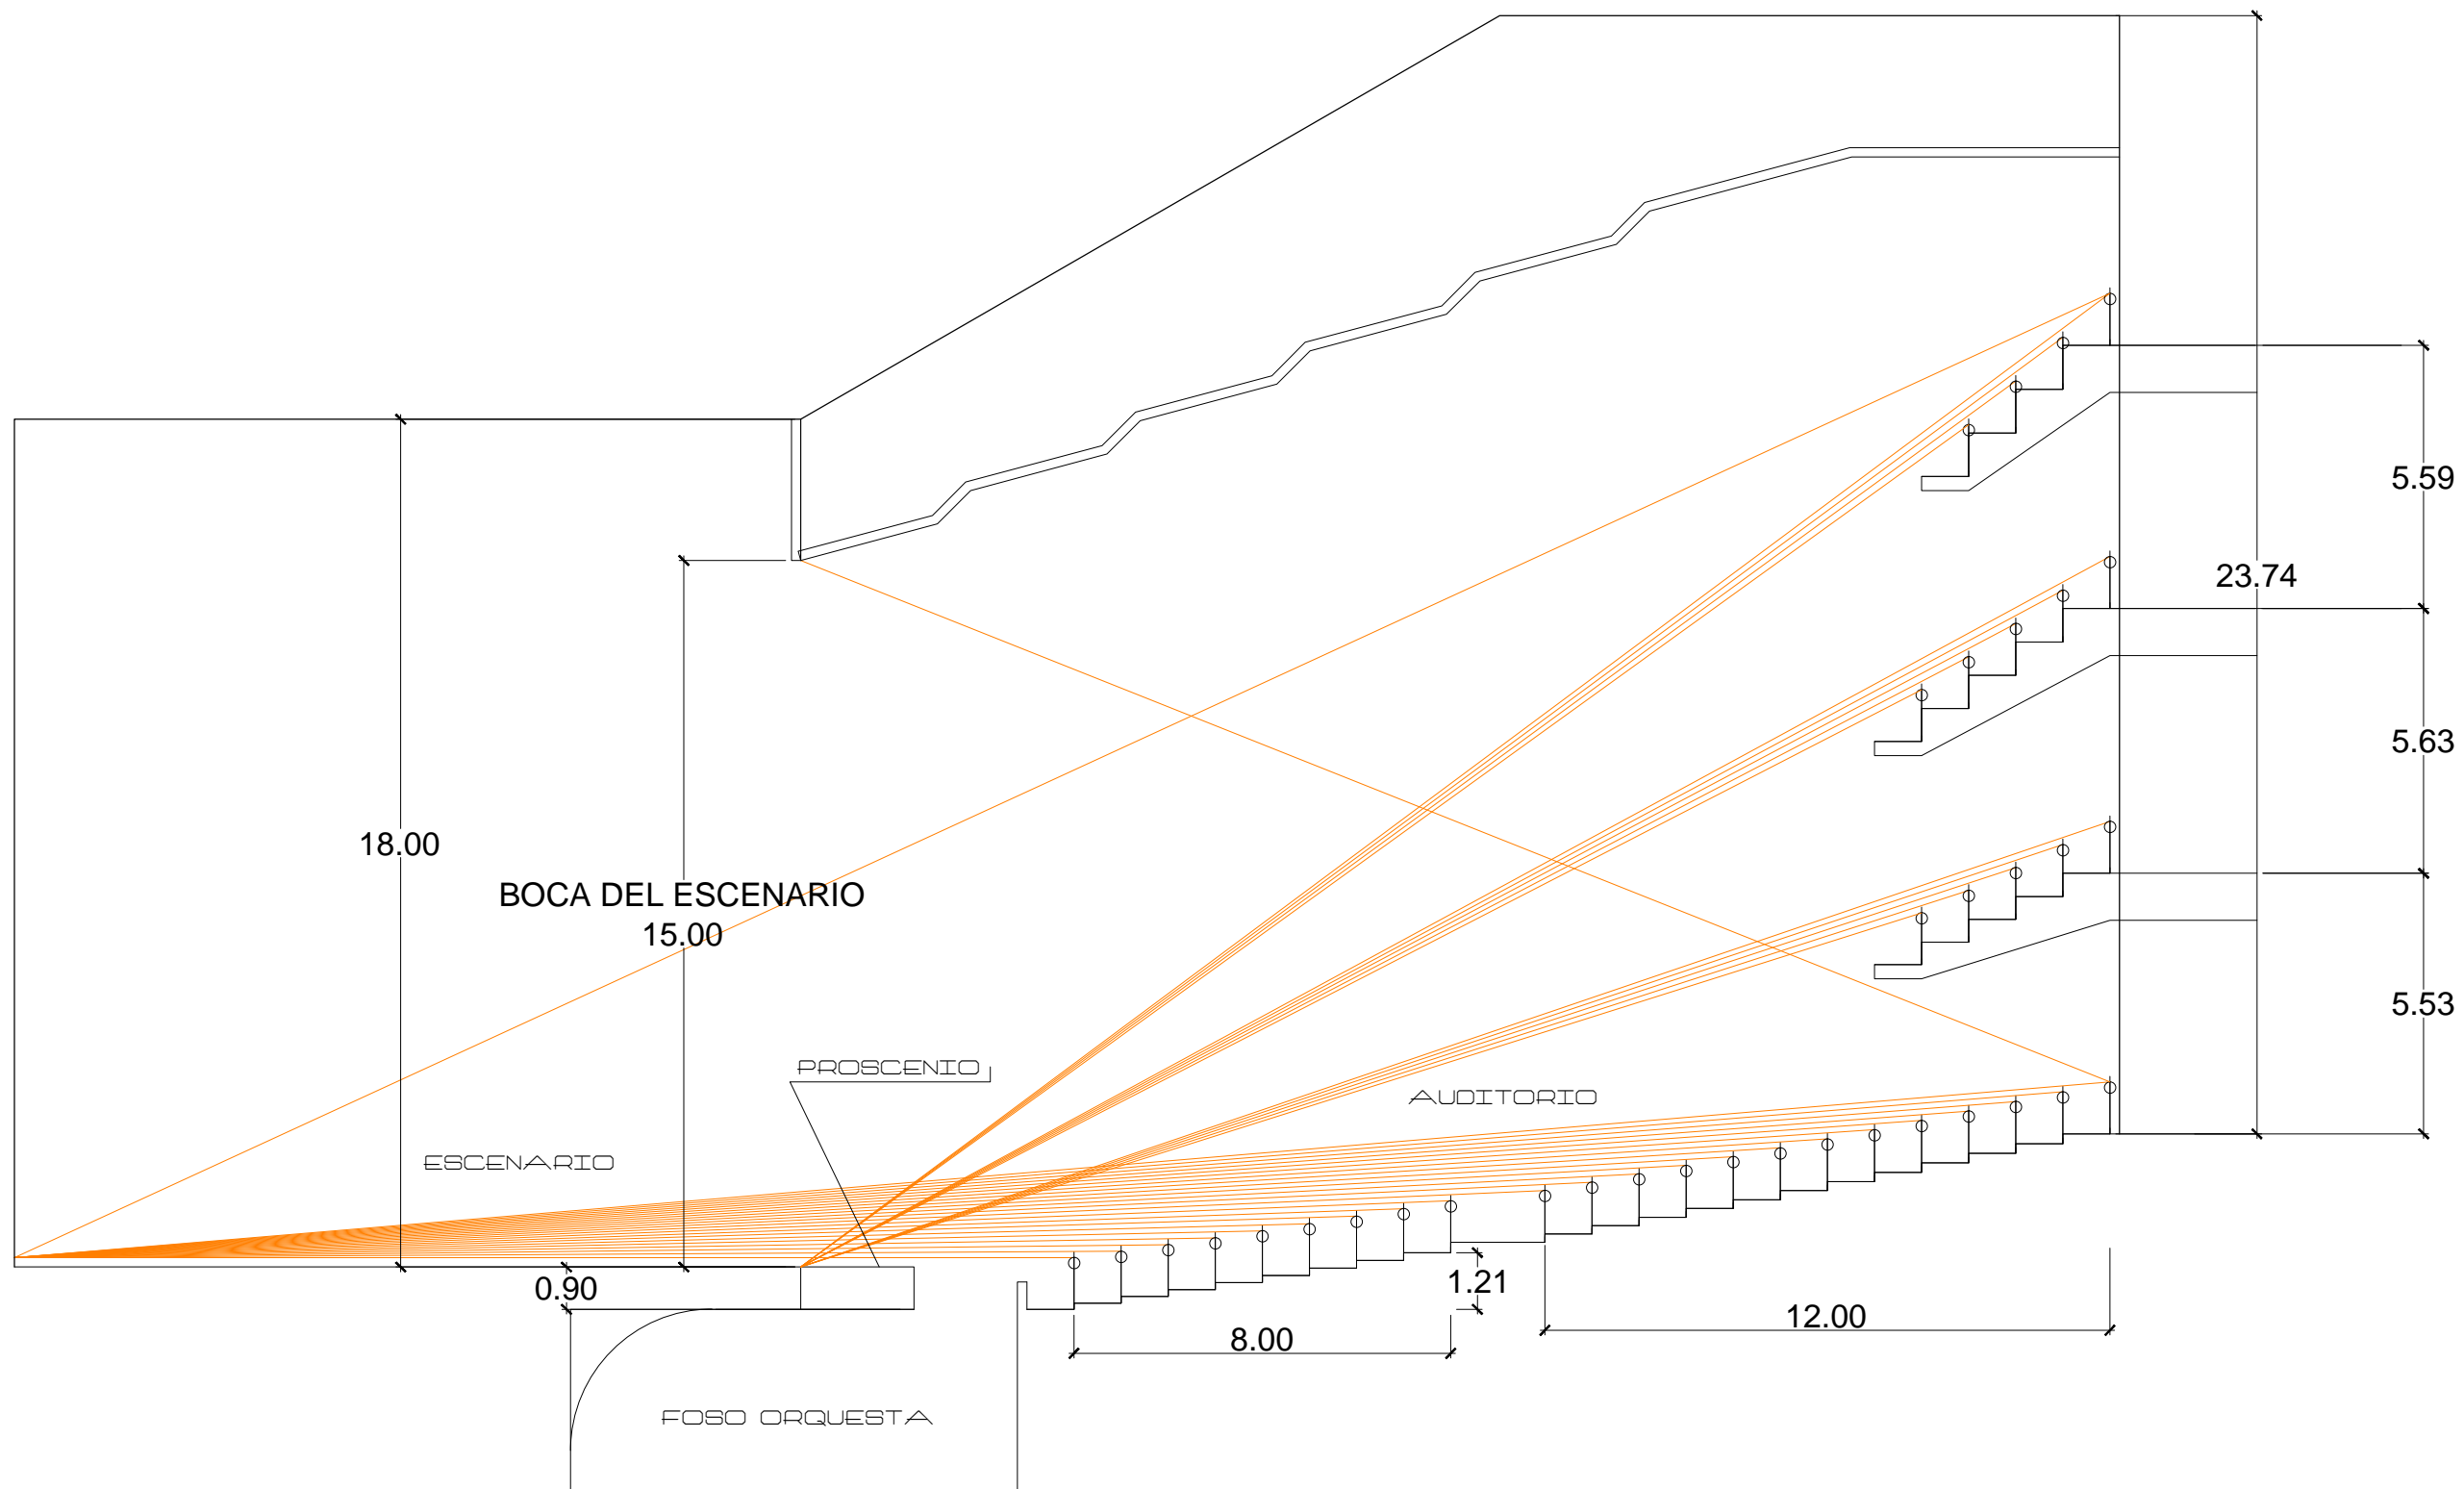 5.59
23.74
5.63
18.00
BOCA DEL ESCENARIO
15.00
5.53
PROSCENIO
AUDITORIO
ESCENARIO
0.90
1.21
12.00
8.00
FOSO ORQUESTA